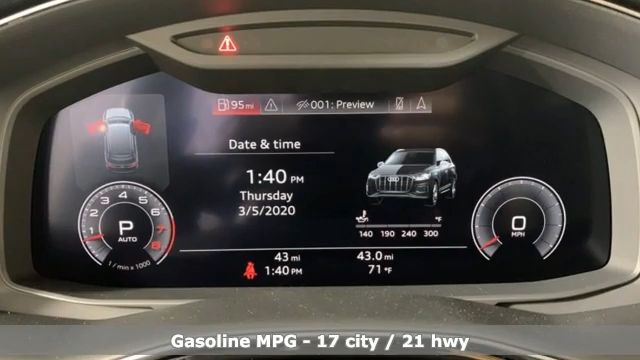 95 mi
001: Preview
Date & time
1:40 PM
Thursday
3/5/2020
140 190 240 300
°F
1 2 3 4 5 6 7 8
P
AUTO
1 / min x 1000
0
MPH
43 mi
43.0 mi
1:40 PM
71 °F
Gasoline MPG - 17 city / 21 hwy